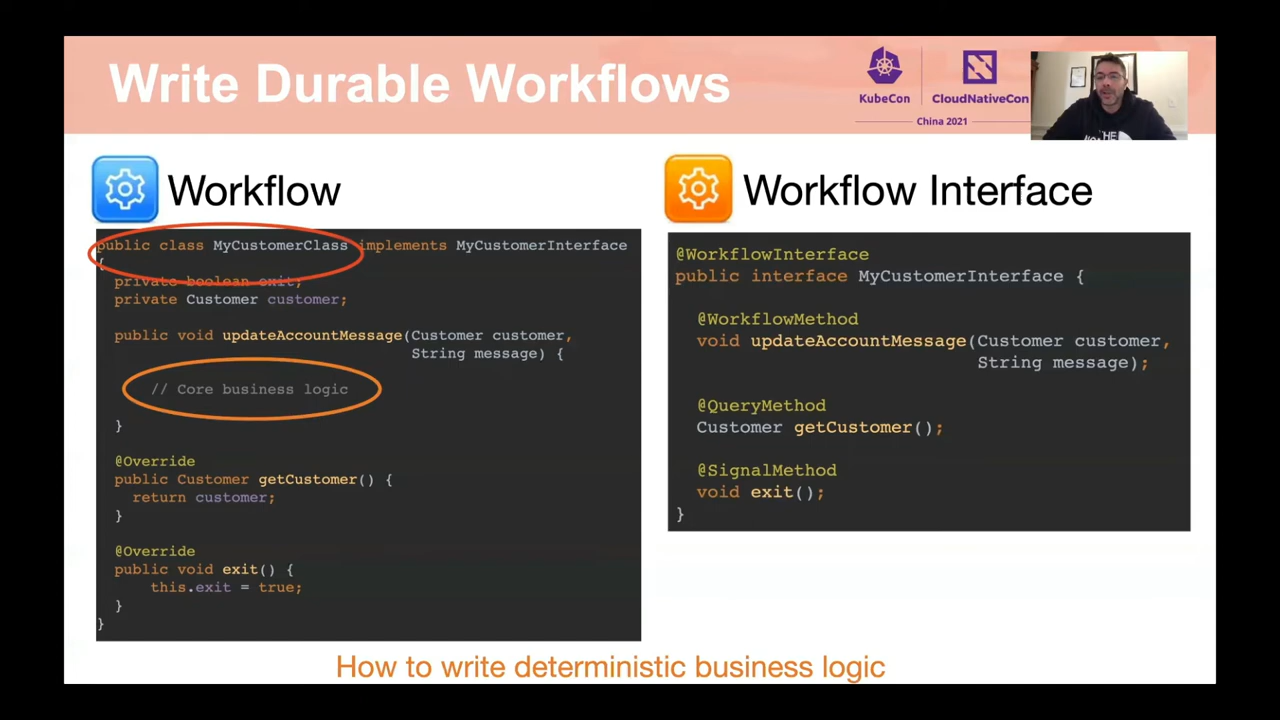 Write Durable Workflows
KubeCon
CloudNativeCon
China 2021
THE
Workflow
public class MyCustomerClass implements MyCustomerInterface
{
private boolean exit;
private Customer customer;
public void updateAccountMessage(Customer customer,
String message) {
// Core business logic
}
@Override
public Customer getCustomer() {
return customer;
}
@Override
public void exit() {
this.exit = true;
}
}
Workflow Interface
@WorkflowInterface
public interface MyCustomerInterface {
@WorkflowMethod
void updateAccountMessage(Customer customer,
String message);
@QueryMethod
Customer getCustomer();
@SignalMethod
void exit();
}
How to write deterministic business logic